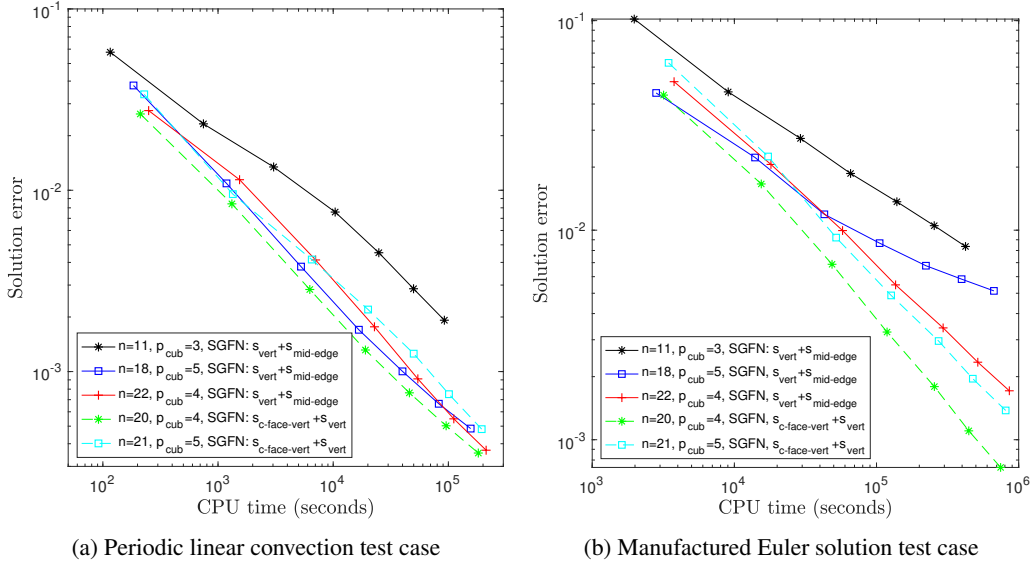 10^-1
10^-2
10^-3
Solution error
10^2
10^3
10^4
10^5
CPU time (seconds)
n=11, p_cub=3, SGFN: s_vert+s_mid-edge
n=18, p_cub=5, SGFN: s_vert+s_mid-edge
n=22, p_cub=4, SGFN: s_vert+s_mid-edge
n=20, p_cub=4, SGFN: s_c-face-vert+s_vert
n=21, p_cub=5, SGFN: s_c-face-vert+s_vert
(a) Periodic linear convection test case
10^-1
10^-2
10^-3
Solution error
10^3
10^4
10^5
10^6
CPU time (seconds)
n=11, p_cub=3, SGFN: s_vert+s_mid-edge
n=18, p_cub=5, SGFN, s_vert+s_mid-edge
n=22, p_cub=4, SGFN, s_vert+s_mid-edge
n=20, p_cub=4, SGFN, s_c-face-vert+s_vert
n=21, p_cub=5, SGFN, s_c-face-vert+s_vert
(b) Manufactured Euler solution test case